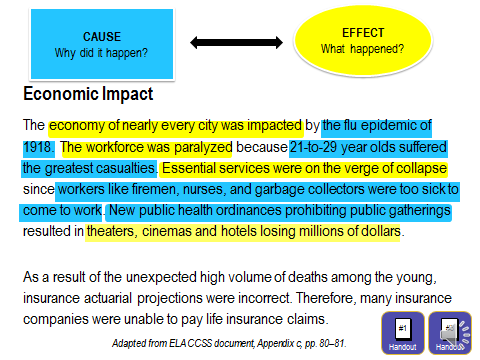 CAUSE
Why did it happen?
EFFECT
What happened?
Economic Impact
The economy of nearly every city was impacted by the flu epidemic of
1918. The workforce was paralyzed because 21-to-29 year olds suffered
the greatest casualties. Essential services were on the verge of collapse
since workers like firemen, nurses, and garbage collectors were too sick to
come to work. New public health ordinances prohibiting public gatherings
resulted in theaters, cinemas and hotels losing millions of dollars.
As a result of the unexpected high volume of deaths among the young,
insurance actuarial projections were incorrect. Therefore, many insurance
companies were unable to pay life insurance claims.
Adapted from ELA CCSS document, Appendix c, pp. 80–81.
#1
Handout
Handout